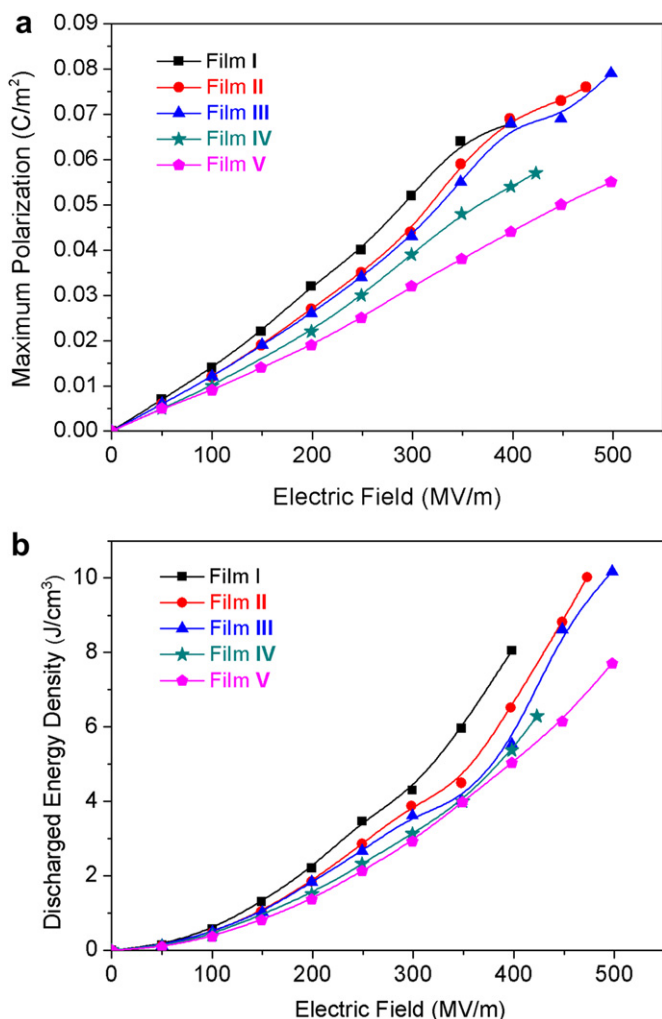 a
0.09
0.08
0.07
0.06
0.05
0.04
0.03
0.02
0.01
0.00
Maximum Polarization (C/m²)
Film I
Film II
Film III
Film IV
Film V
0 100 200 300 400 500
Electric Field (MV/m)
b
10
8
6
4
2
0
Discharged Energy Density (J/cm³)
Film I
Film II
Film III
Film IV
Film V
0 100 200 300 400 500
Electric Field (MV/m)